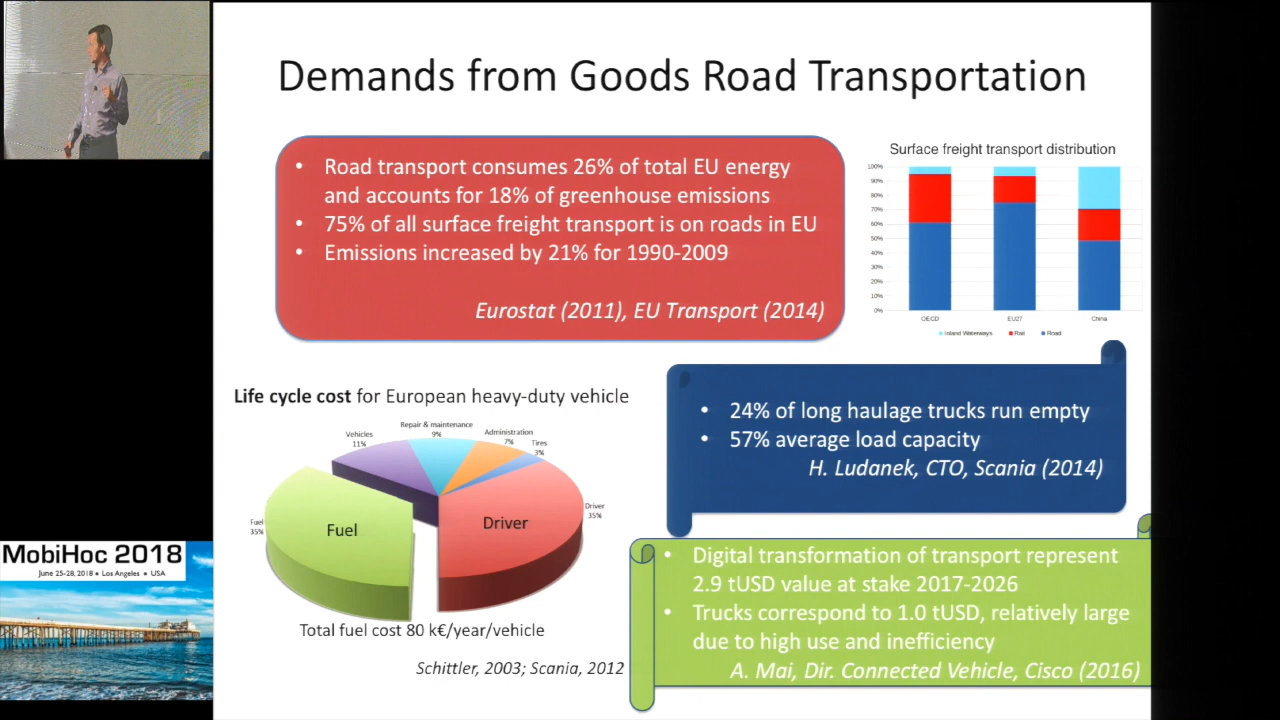 Demands from Goods Road Transportation
• Road transport consumes 26% of total EU energy
and accounts for 18% of greenhouse emissions
• 75% of all surface freight transport is on roads in EU
• Emissions increased by 21% for 1990-2009
Eurostat (2011), EU Transport (2014)
Surface freight transport distribution
100%
90%
80%
70%
60%
50%
40%
30%
20%
10%
0%
OECD EU27 China
Inland Waterways Rail Road
Life cycle cost for European heavy-duty vehicle
Repair & maintenance
9%
Vehicles
11%
Administration
7%
Tires
3%
Driver
35%
Fuel
35%
Fuel
Driver
Total fuel cost 80 k€/year/vehicle
Schittler, 2003; Scania, 2012
• 24% of long haulage trucks run empty
• 57% average load capacity
H. Ludanek, CTO, Scania (2014)
• Digital transformation of transport represent
2.9 tUSD value at stake 2017-2026
• Trucks correspond to 1.0 tUSD, relatively large
due to high use and inefficiency
A. Mai, Dir. Connected Vehicle, Cisco (2016)
MobiHoc 2018
June 25-28, 2018 • Los Angeles • USA